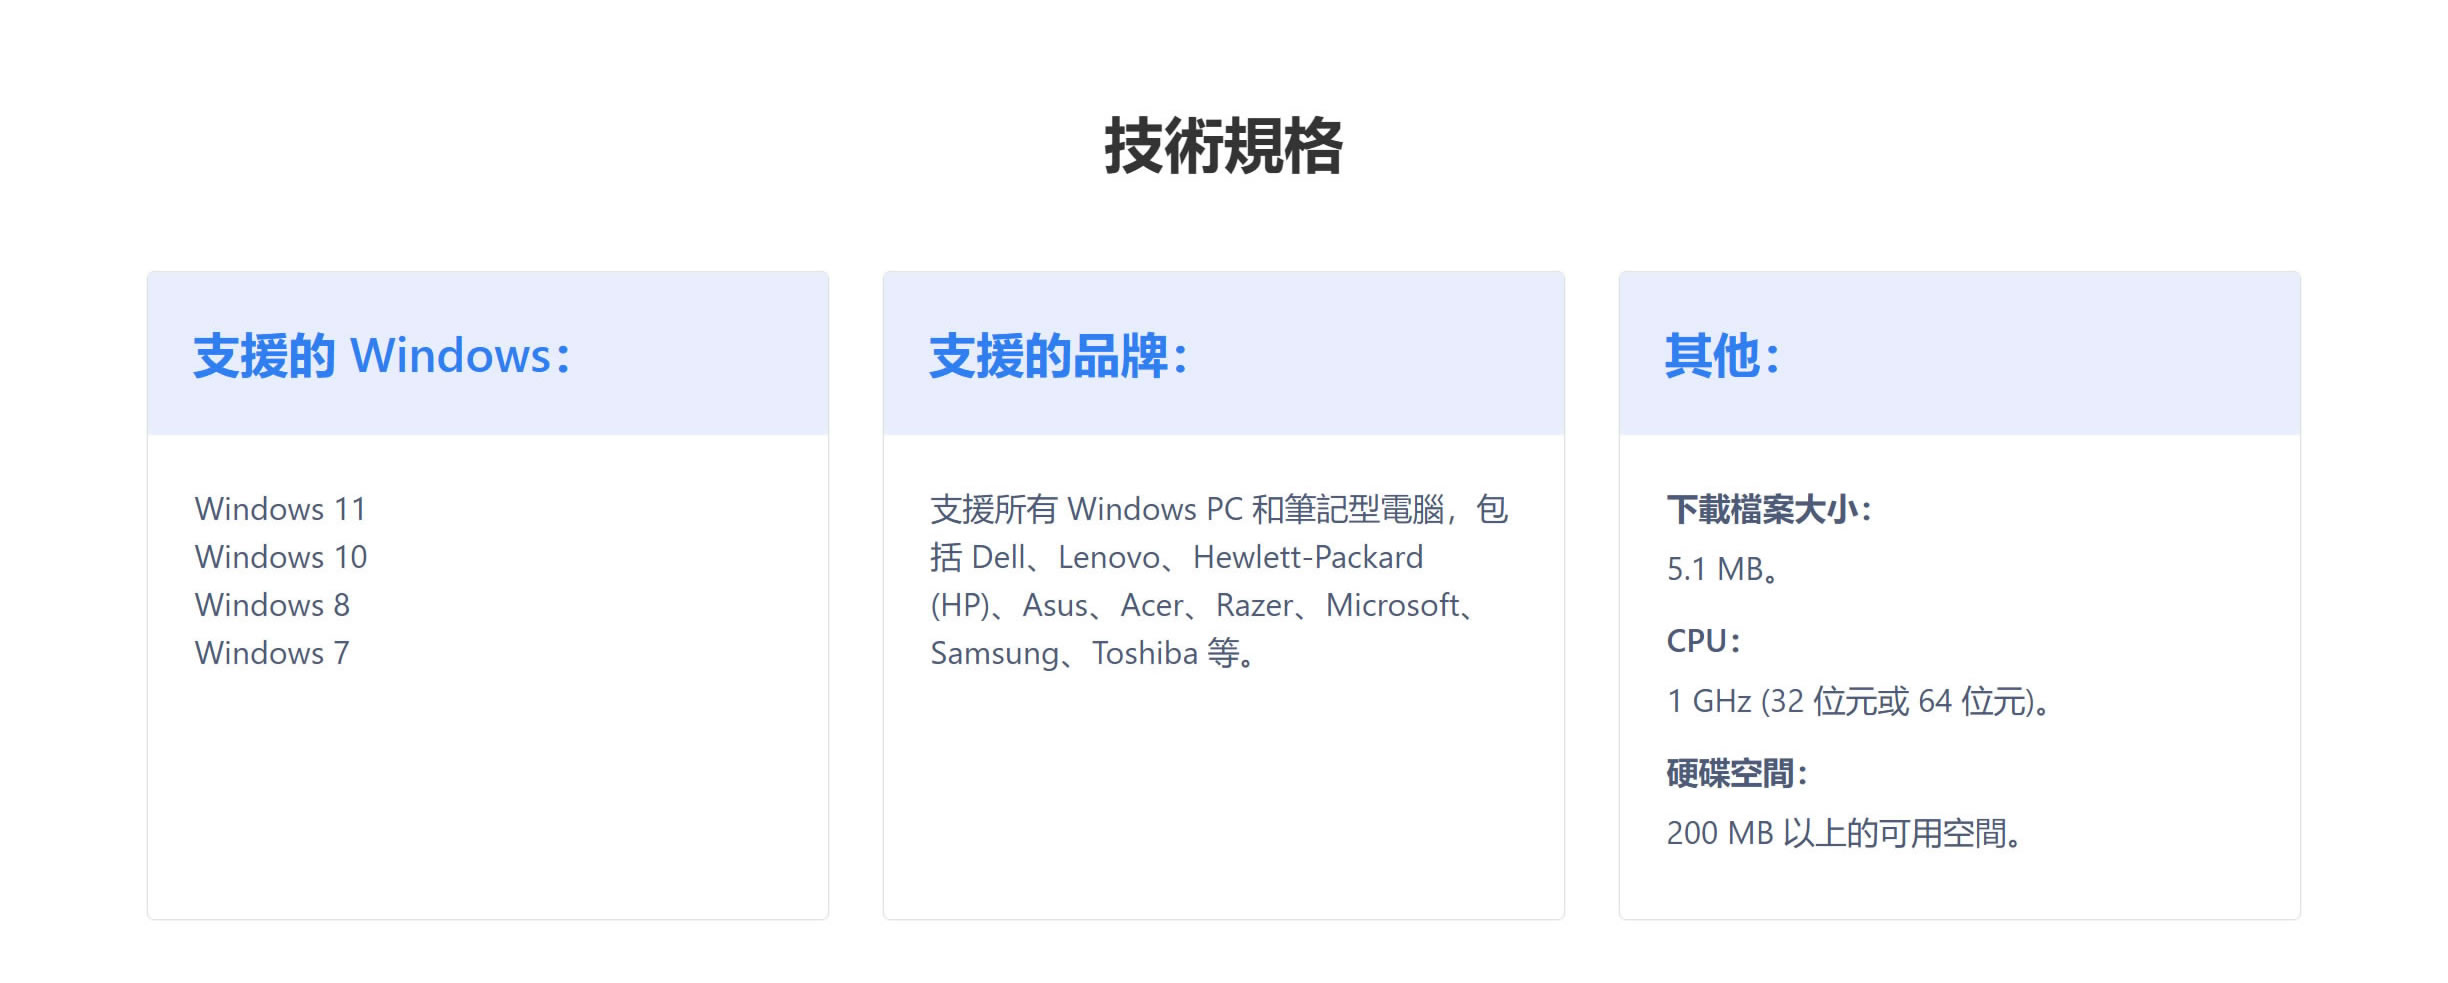 技術規格
支援的 Windows：
Windows 11
Windows 10
Windows 8
Windows 7
支援的品牌：
支援所有 Windows PC 和筆記型電腦，包
括 Dell、Lenovo、Hewlett-Packard
(HP)、Asus、Acer、Razer、Microsoft、
Samsung、Toshiba 等。
其他：
下載檔案大小：
5.1 MB。
CPU：
1 GHz (32 位元或 64 位元)。
硬碟空間：
200 MB 以上的可用空間。